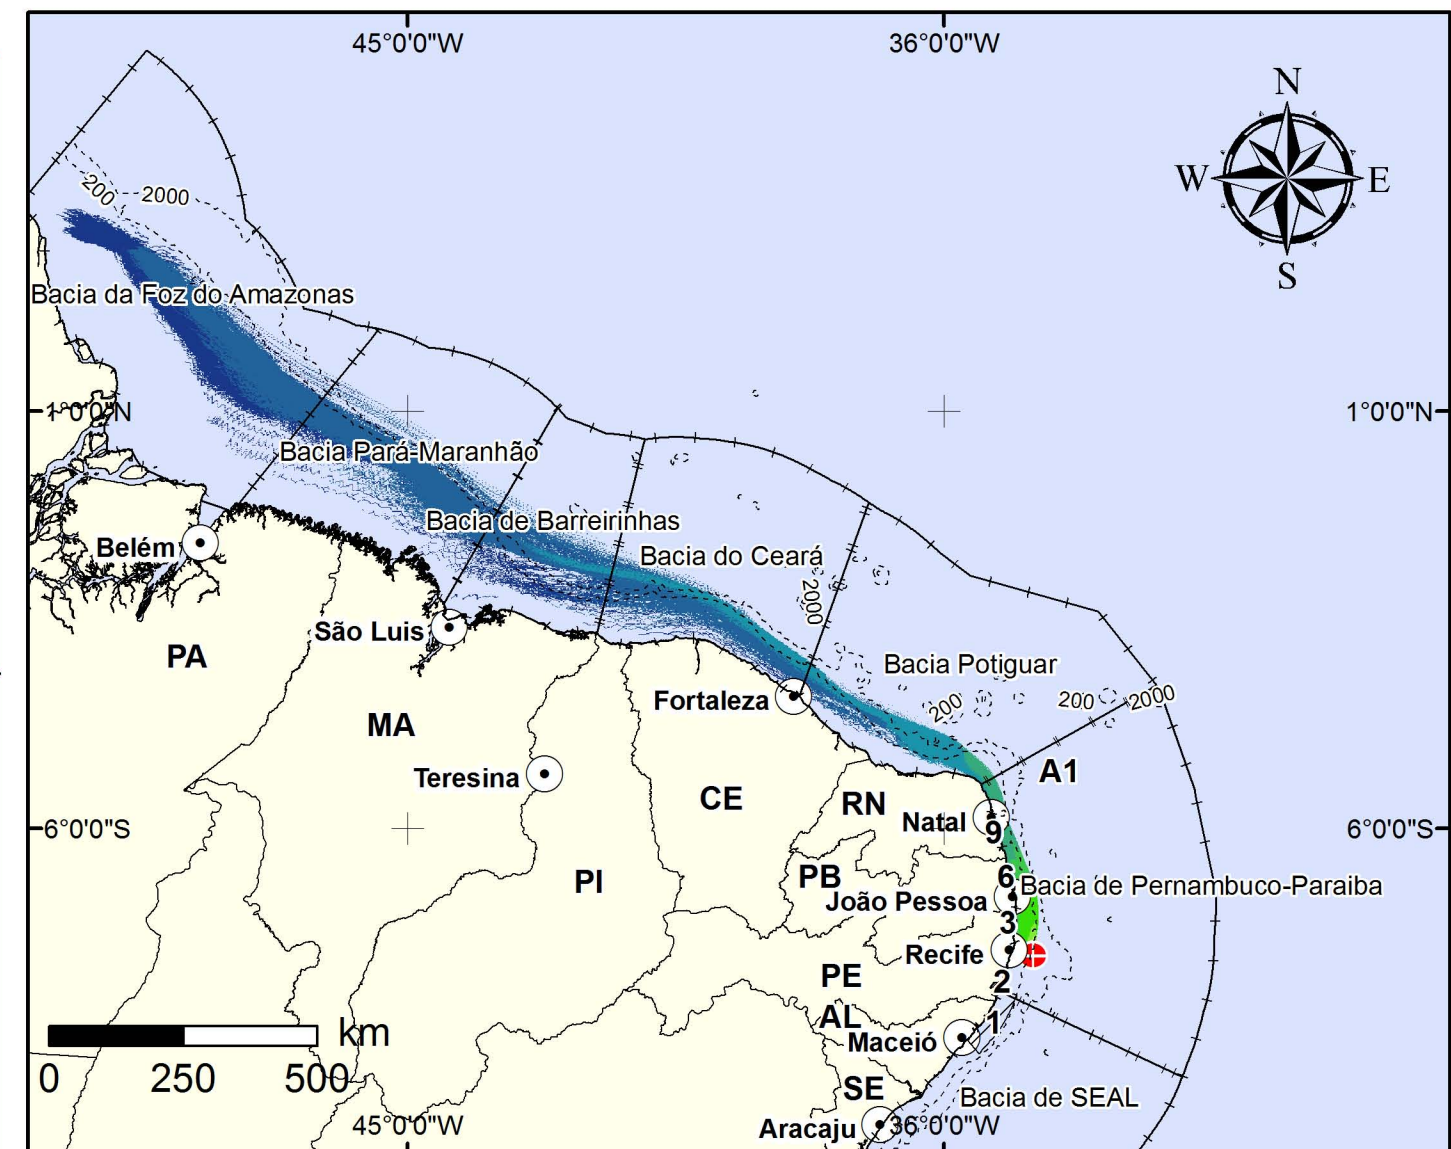 45°0'0"W
36°0'0"W
N
W
E
S
200
2000
Bacia da Foz do Amazonas
1°0'0"N
1°0'0"N
Bacia Pará-Maranhão
Bacia de Barreirinhas
Belém
Bacia do Ceará
2000
São Luis
PA
Bacia Potiguar
Fortaleza
200
200
2000
MA
Teresina
A1
CE
RN
Natal
9
6°0'0"S
6°0'0"S
PI
PB
6
Bacia de Pernambuco-Paraiba
João Pessoa
3
Recife
PE
2
AL
1
km
Maceió
0
250
500
SE
Bacia de SEAL
45°0'0"W
Aracaju
36°0'0"W